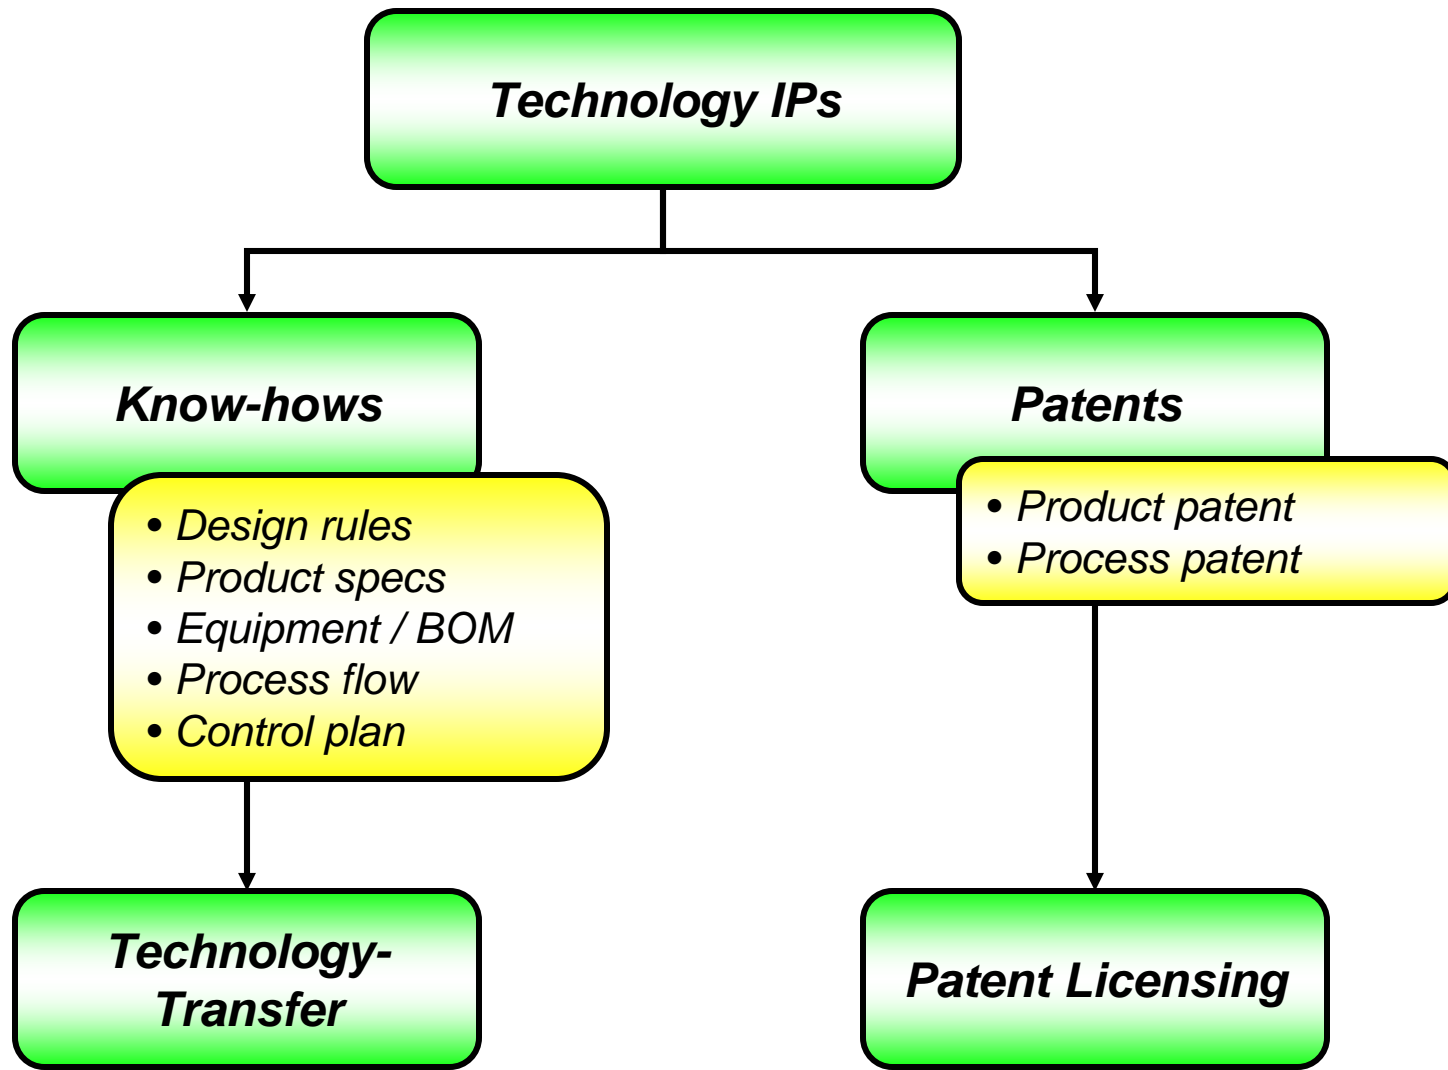 Technology IPs
Know-hows
Patents
• Design rules
• Product specs
• Equipment / BOM
• Process flow
• Control plan
• Product patent
• Process patent
Technology-
Transfer
Patent Licensing